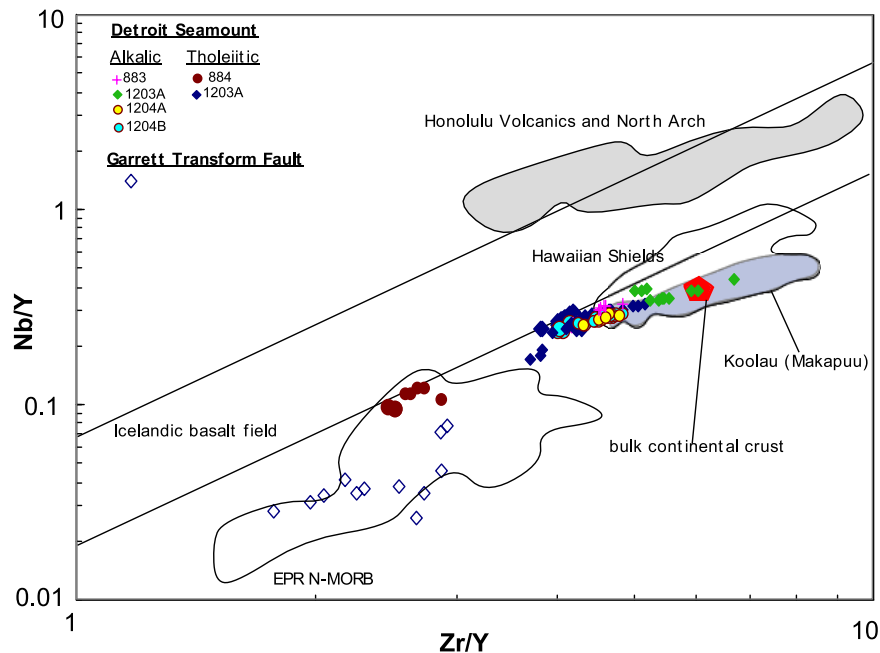 10
Detroit Seamount
Alkalic Tholeiitic
883 884
1203A 1203A
1204A
1204B
Garrett Transform Fault
Honolulu Volcanics and North Arch
1
Hawaiian Shields
Nb/Y
Koolau (Makapuu)
0.1
Icelandic basalt field
bulk continental crust
EPR N-MORB
0.01
1 10
Zr/Y